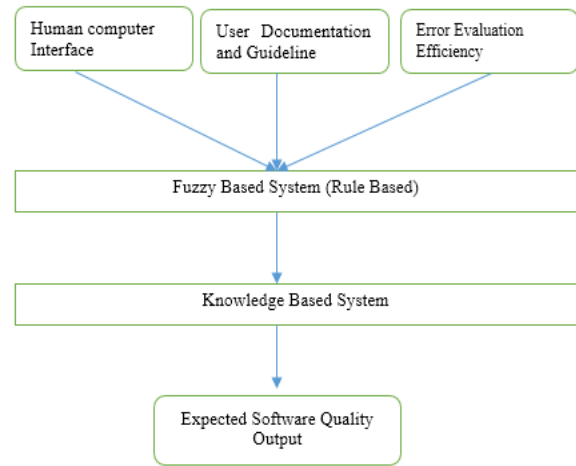 Human computer
Interface
User Documentation
and Guideline
Error Evaluation
Efficiency
Fuzzy Based System (Rule Based)
Knowledge Based System
Expected Software Quality
Output